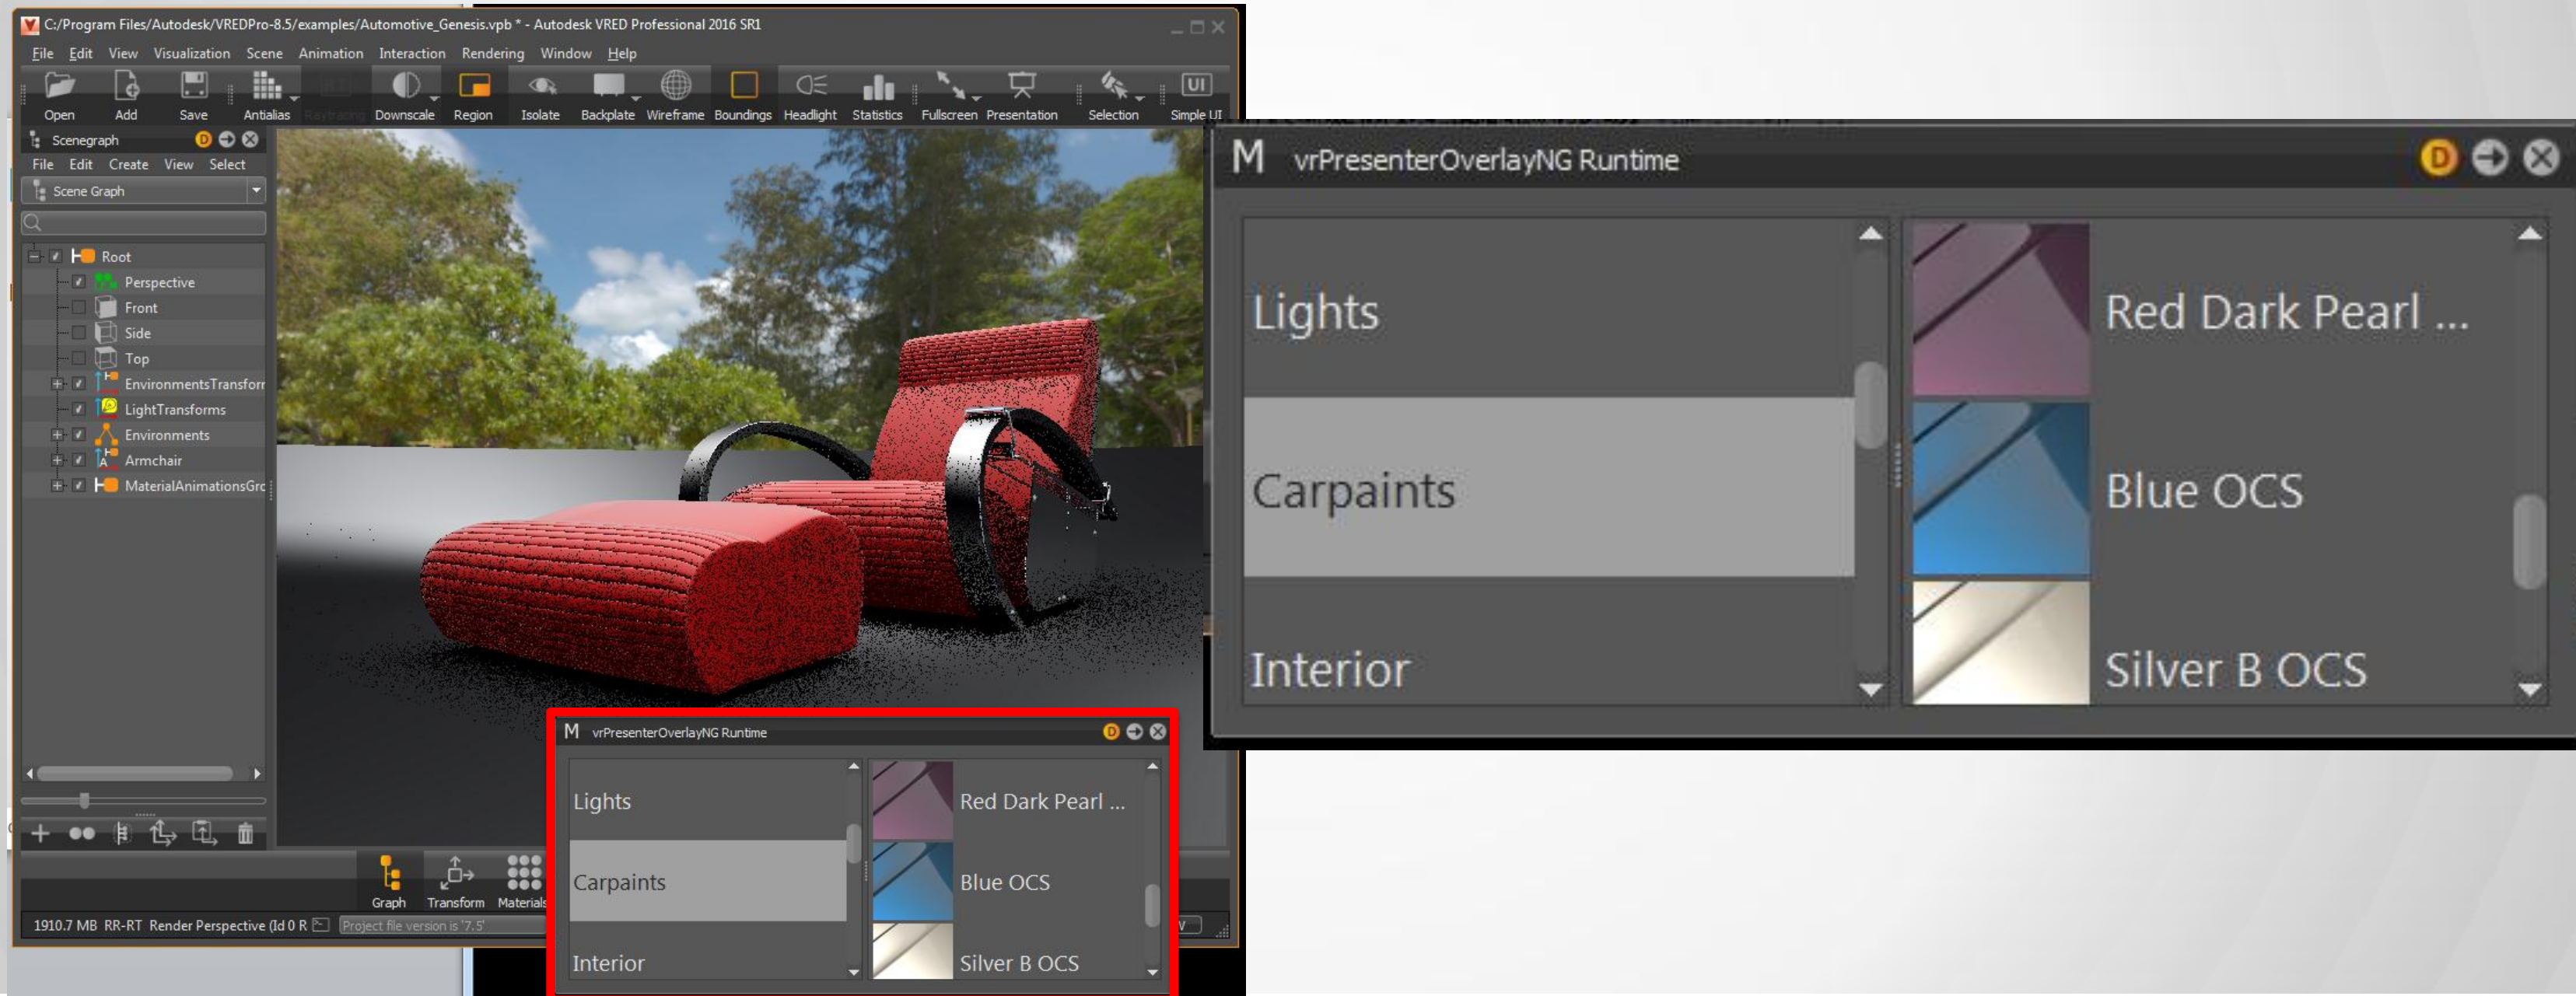 C:/Program Files/Autodesk/VREDPro-8.5/examples/Automotive_Genesis.vpb * - Autodesk VRED Professional 2016 SR1
File Edit View Visualization Scene Animation Interaction Rendering Window Help
UI
Open Add Save Antialias Raytracing Downscale Region Isolate Backplate Wireframe Boundings Headlight Statistics Fullscreen Presentation Selection Simple UI
Scenegraph D
File Edit Create View Select
Scene Graph
Root
Perspective
Front
Side
Top
EnvironmentsTransforr
LightTransforms
Environments
Armchair
MaterialAnimationsGrc
Graph Transform Materials
1910.7 MB RR-RT Render Perspective (Id 0 R Project file version is '7.5'
M vrPresenterOverlayNG Runtime D
Lights
Carpaints
Interior
Red Dark Pearl ...
Blue OCS
Silver B OCS
M vrPresenterOverlayNG Runtime D
Lights
Carpaints
Interior
Red Dark Pearl ...
Blue OCS
Silver B OCS